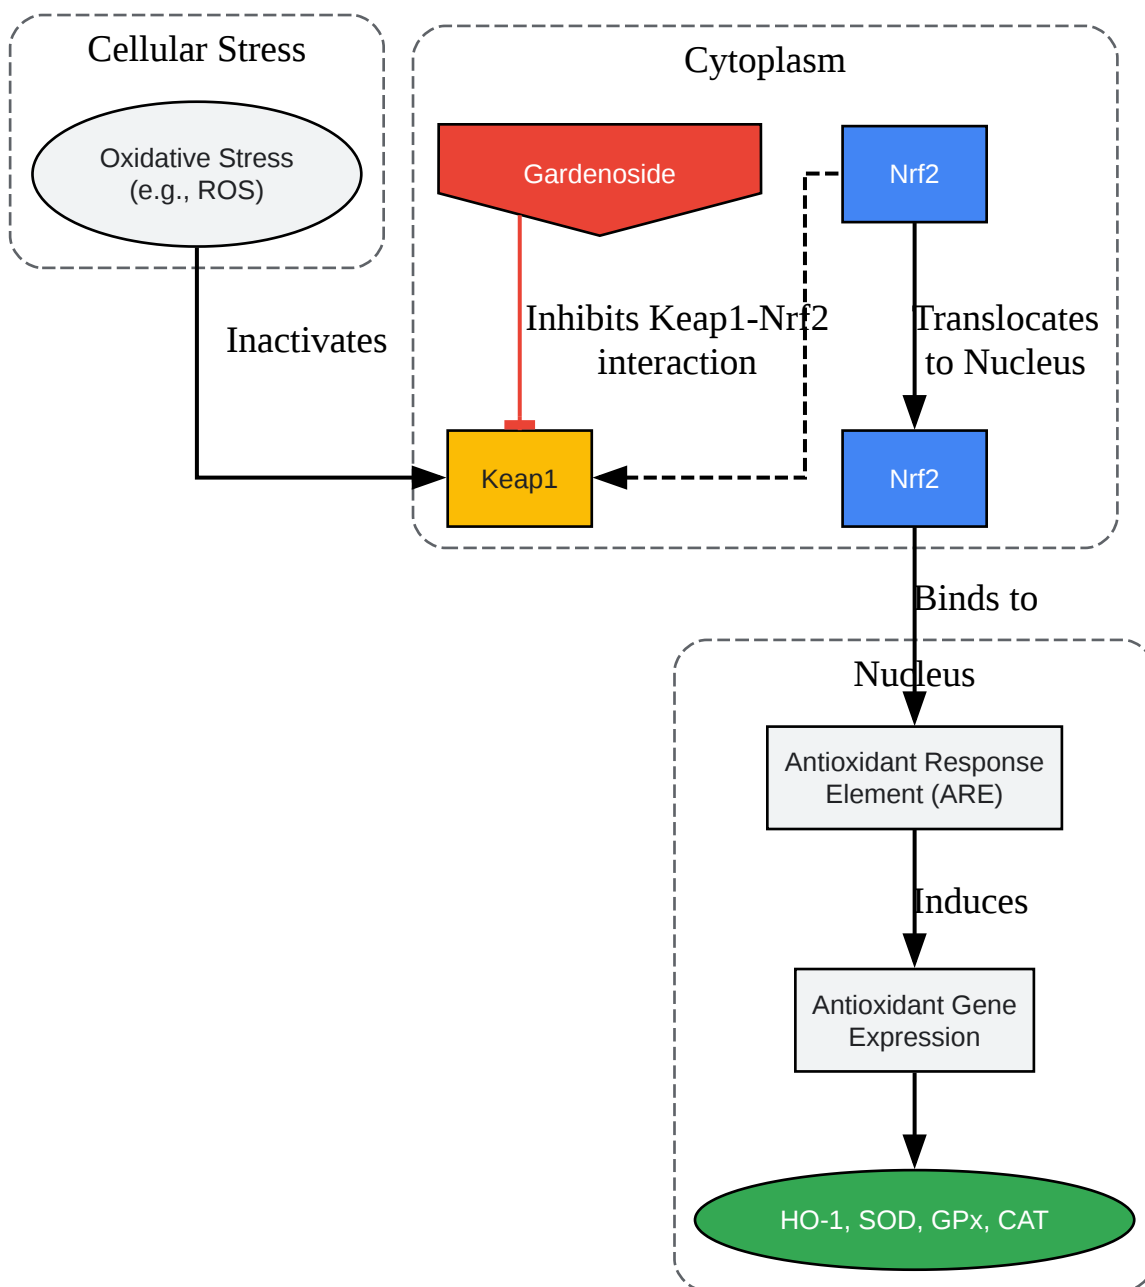 Cellular Stress
Cytoplasm
Oxidative Stress
(e.g., ROS)
Gardenoside
Nrf2
Inactivates
Inhibits Keap1-Nrf2
interaction
Translocates
to Nucleus
Keap1
Nrf2
Binds to
Nucleus
Antioxidant Response
Element (ARE)
Induces
Antioxidant Gene
Expression
HO-1, SOD, GPx, CAT